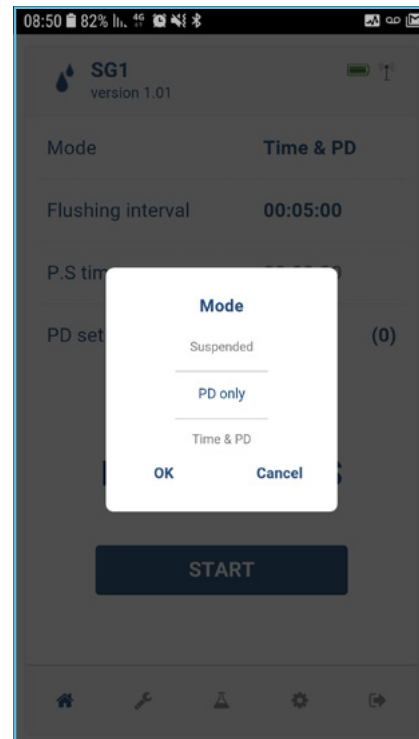 08:50 82% 4G
SG1
version 1.01
Mode Time & PD
Flushing interval 00:05:00
P.S tim
PD set (0)
Mode
Suspended
PD only
Time & PD
OK Cancel
START